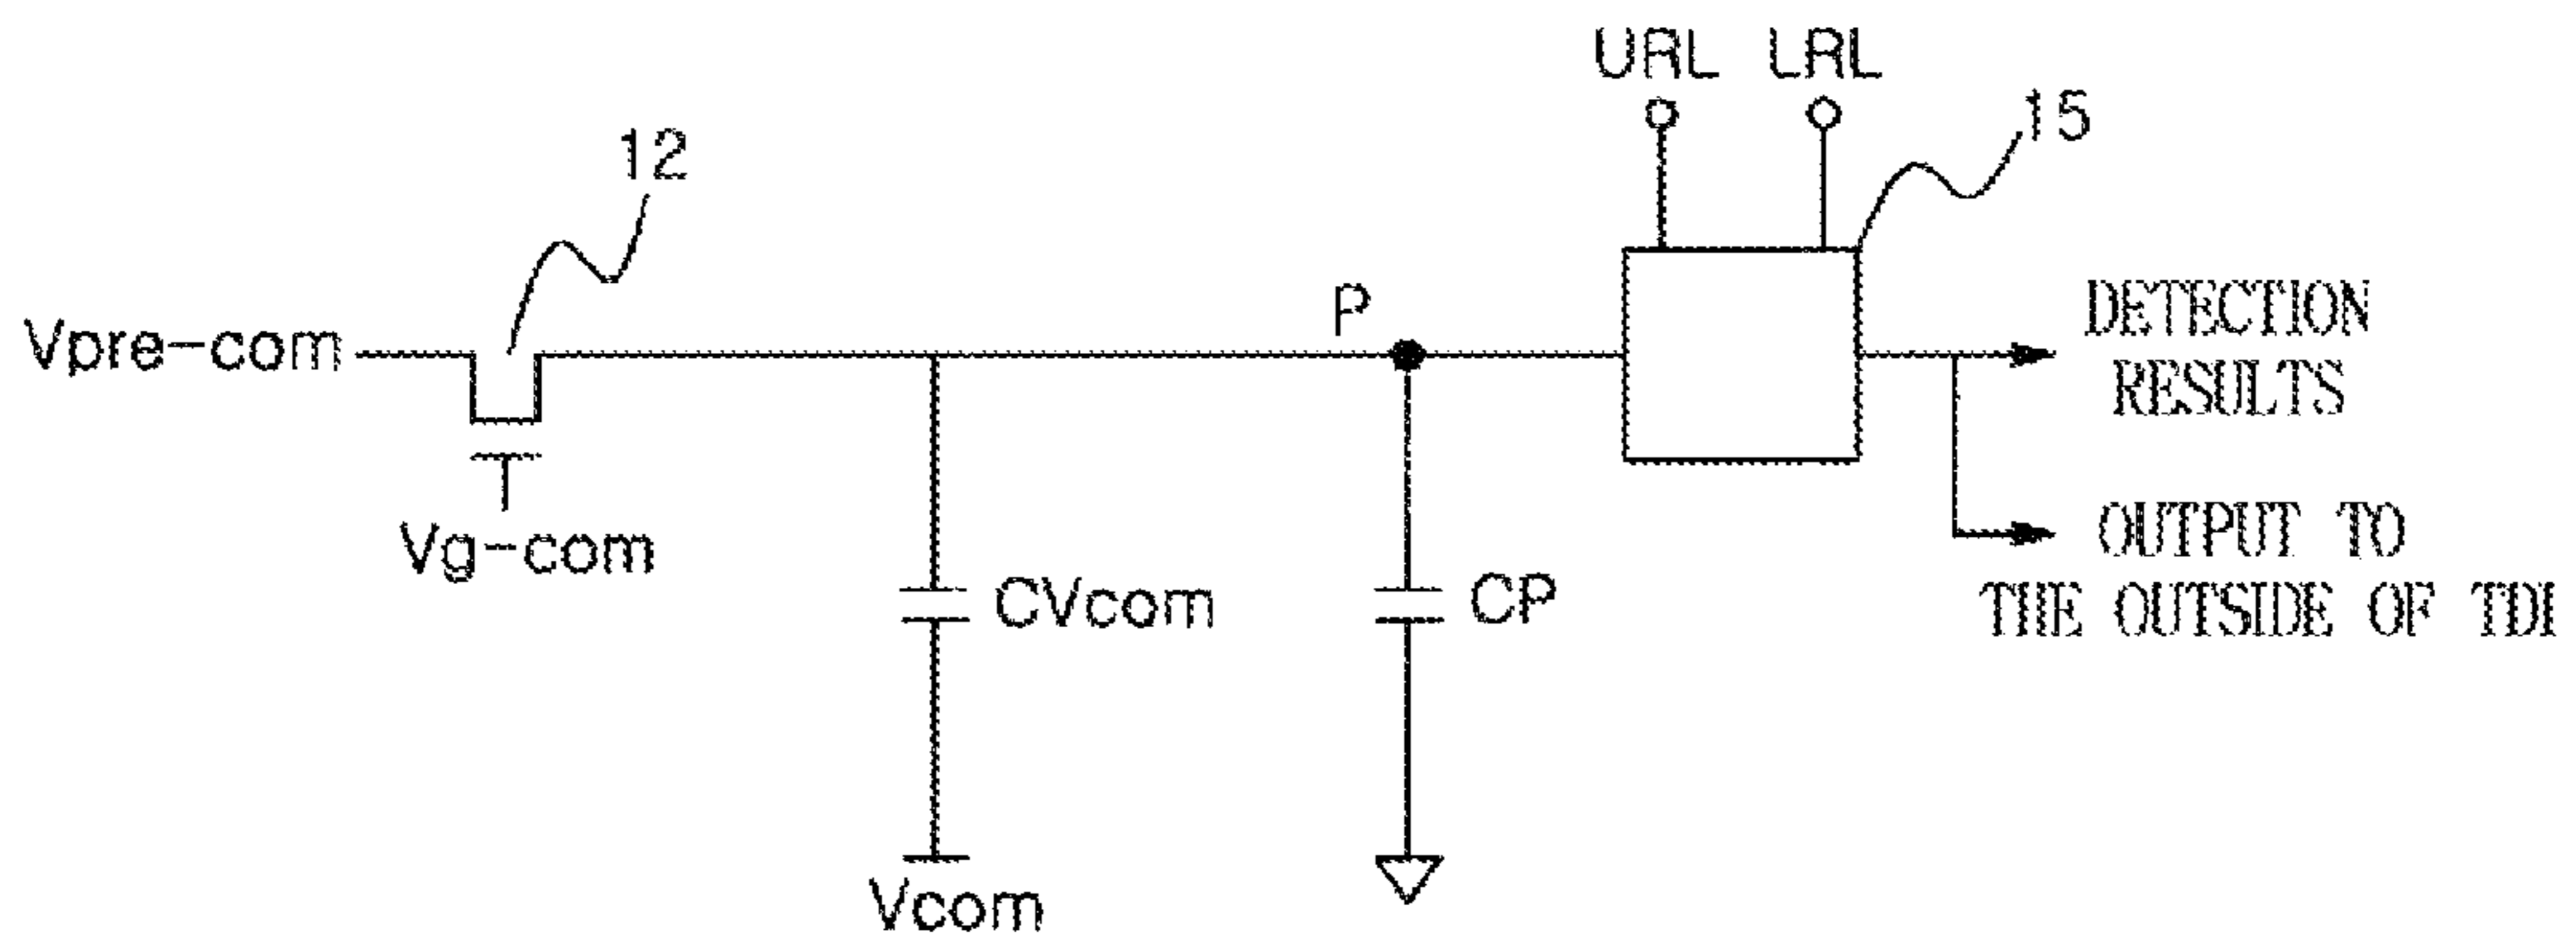 URL LRL
12
15
P
Vpre-com
DETECTION
RESULTS
Vg-com
CVcom
CP
OUTPUT TO
THE OUTSIDE OF TDI
Vcom